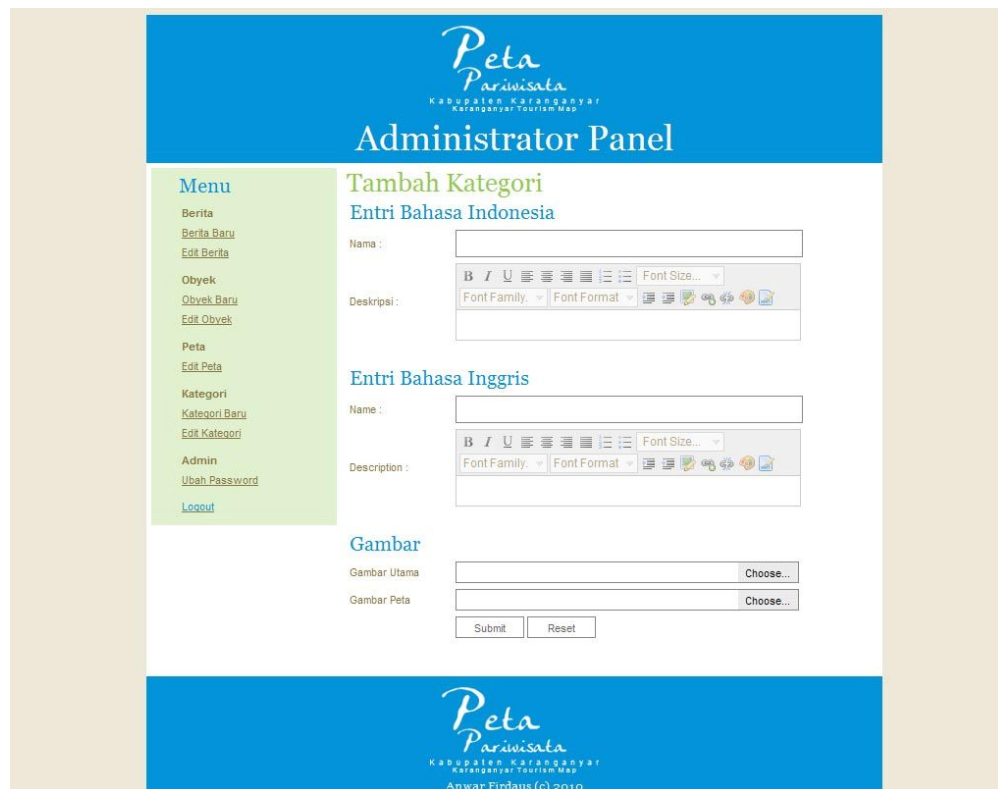 Peta
Pariwisata
Kabupaten Karanganyar
Karanganyar Tourism Map
Administrator Panel
Menu
Berita
Berita Baru
Edit Berita
Obyek
Obyek Baru
Edit Obyek
Peta
Edit Peta
Kategori
Kategori Baru
Edit Kategori
Admin
Ubah Password
Logout
Tambah Kategori
Entri Bahasa Indonesia
Nama :
B I U Font Size...
Font Family. Font Format
Deskripsi :
Entri Bahasa Inggris
Name :
B I U Font Size...
Font Family. Font Format
Description :
Gambar
Gambar Utama Choose...
Gambar Peta Choose...
Submit Reset
Peta
Pariwisata
Kabupaten Karanganyar
Karanganyar Tourism Map
Anwar Firdaus (c) 2010